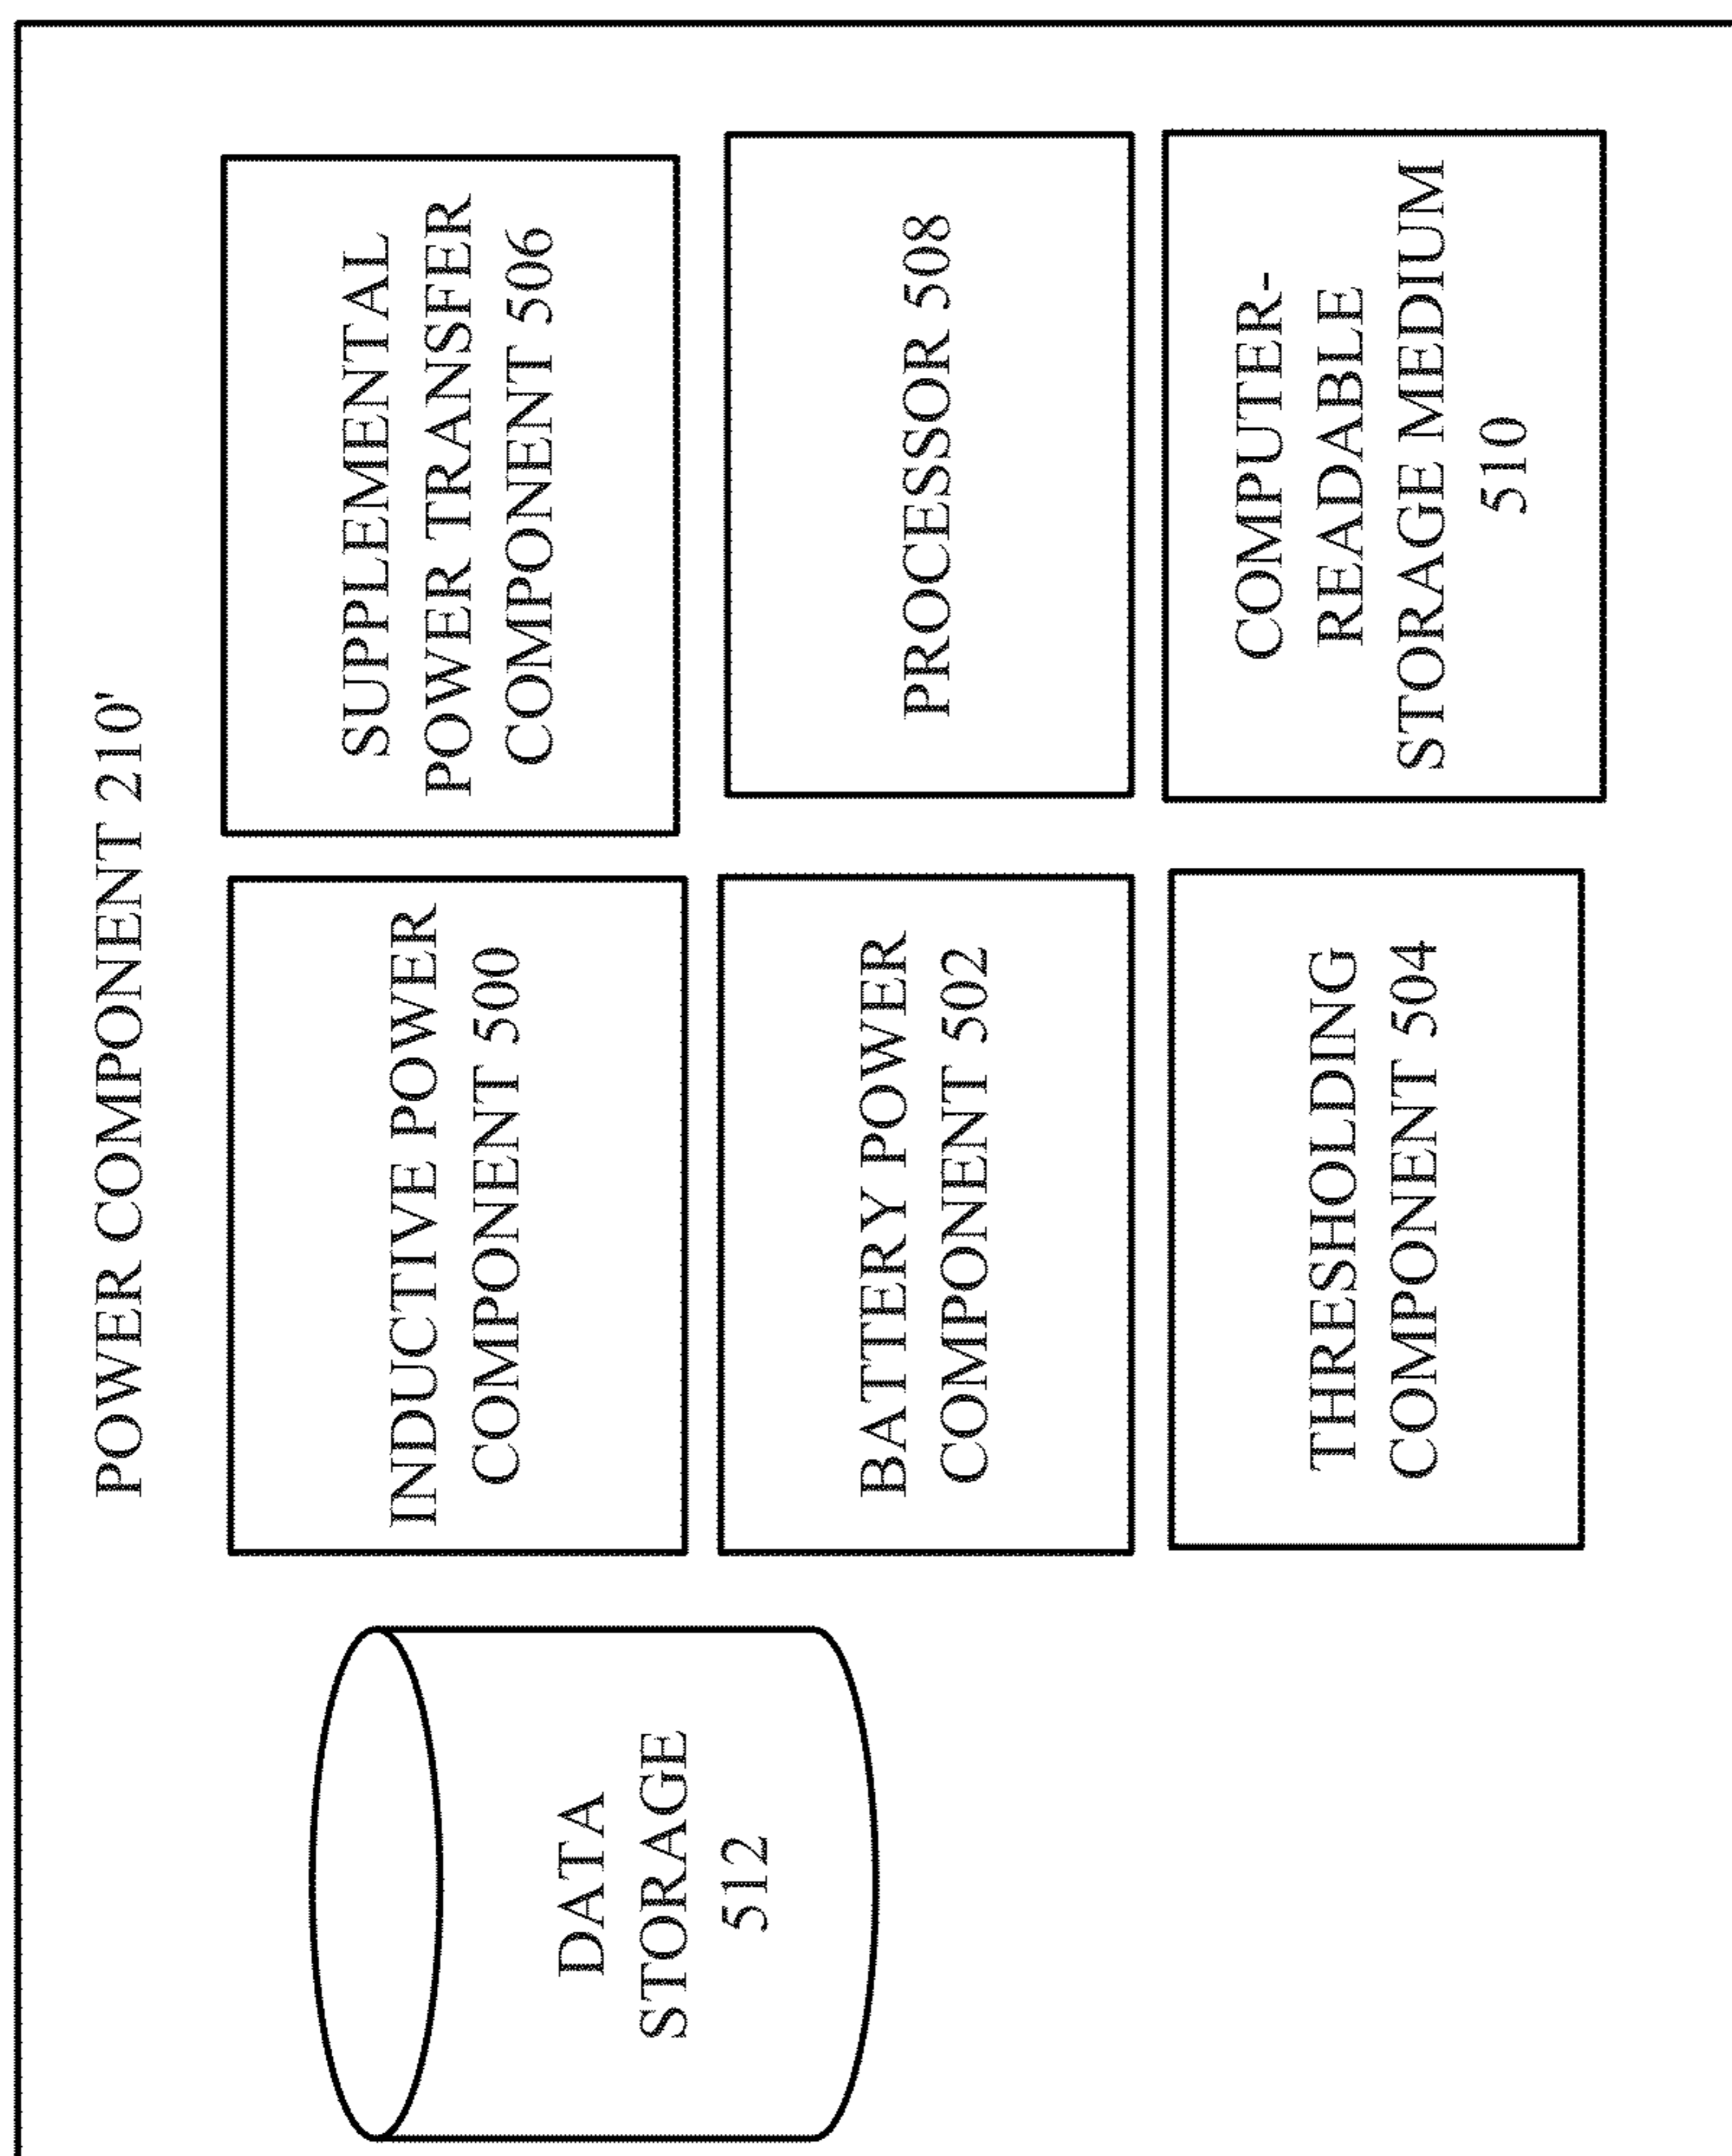 POWER COMPONENT 210'
DATA
STORAGE
512
INDUCTIVE POWER
COMPONENT 500
SUPPLEMENTAL
POWER TRANSFER
COMPONENT 506
BATTERY POWER
COMPONENT 502
PROCESSOR 508
THRESHOLDING
COMPONENT 504
COMPUTER-
READABLE
STORAGE MEDIUM
510